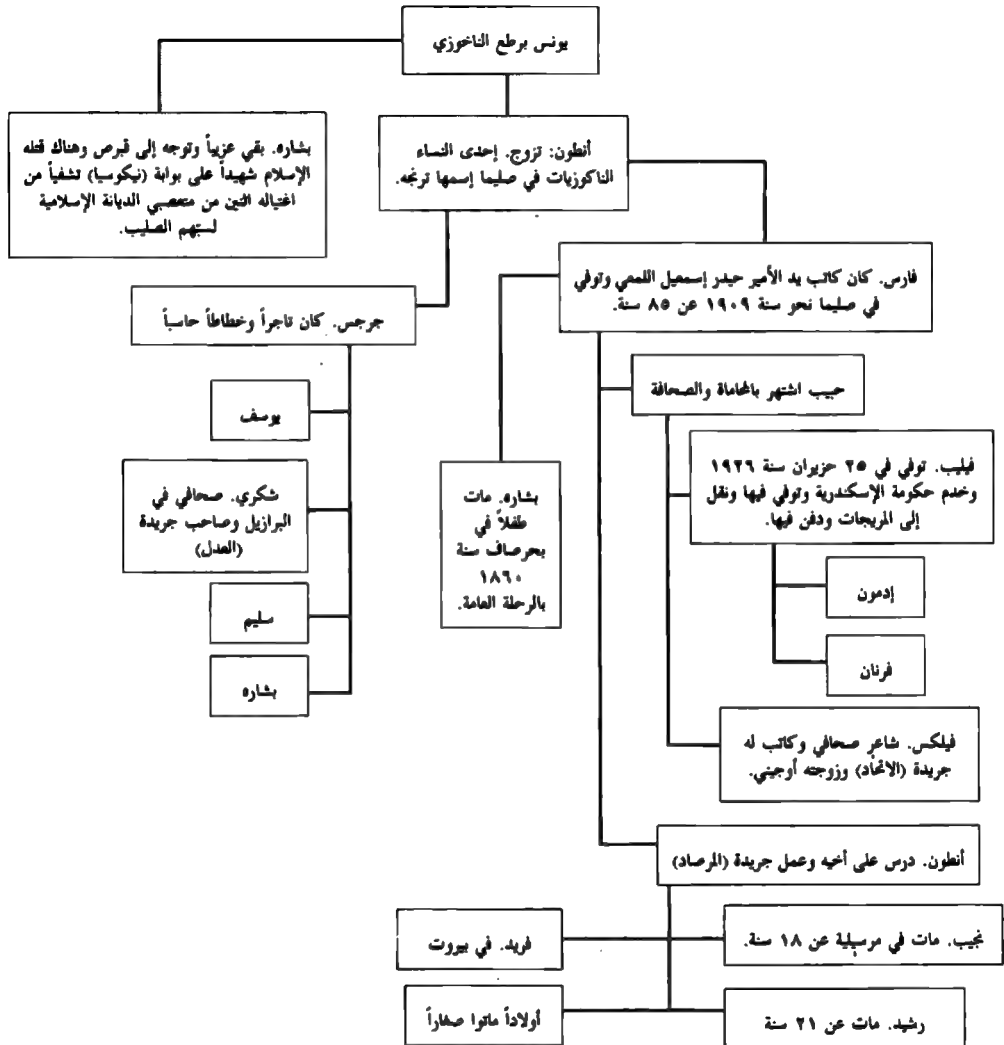 يونس برطع الناخوزي
بشاره. بقي عزبياً وتوجه إلى قبرص وهناك قتله
الإسلام شهيداً على بوابة (نيكوسيا) تشفياً من
اغتياله اثنين من متعصبي الديانة الإسلامية
لسبّهم الصليب.
أنطون: تزوج. إحدى النساء
الناكوزيات في صليما إسمها ترنجه.
فارس. كان كاتب يد الأمير حيدر إسمعيل اللمعي وتوفي
في صليما نحو سنة ١٩٠٩ عن ٨٥ سنة.
جرجس. كان تاجراً وخطاطاً حاسباً
يوسف
شكري. صحافي في
البرازيل وصاحب جريدة
(العدل)
سليم
بشاره
بشاره. مات
طفلاً في
بحرصاف سنة
١٨٦٠
بالرحلة العامة.
حبيب اشتهر بالمحاماة والصحافة
فيليب. توفي في ٢٥ حزيران سنة ١٩٢٦
وخدم حكومة الإسكندرية وتوفي فيها ونقل
إلى المريجات ودفن فيها.
إدمون
فرنان
فيلكس. شاعر صحافي وكاتب له
جريدة (الاتحاد) وزوجته أوجيني.
أنطون. درس على أخيه وعمل جريدة (المرصاد)
نجيب. مات في مرسيلية عن ١٨ سنة.
فريد. في بيروت
رشيد. مات عن ٢١ سنة
أولاداً ماتوا صغاراً